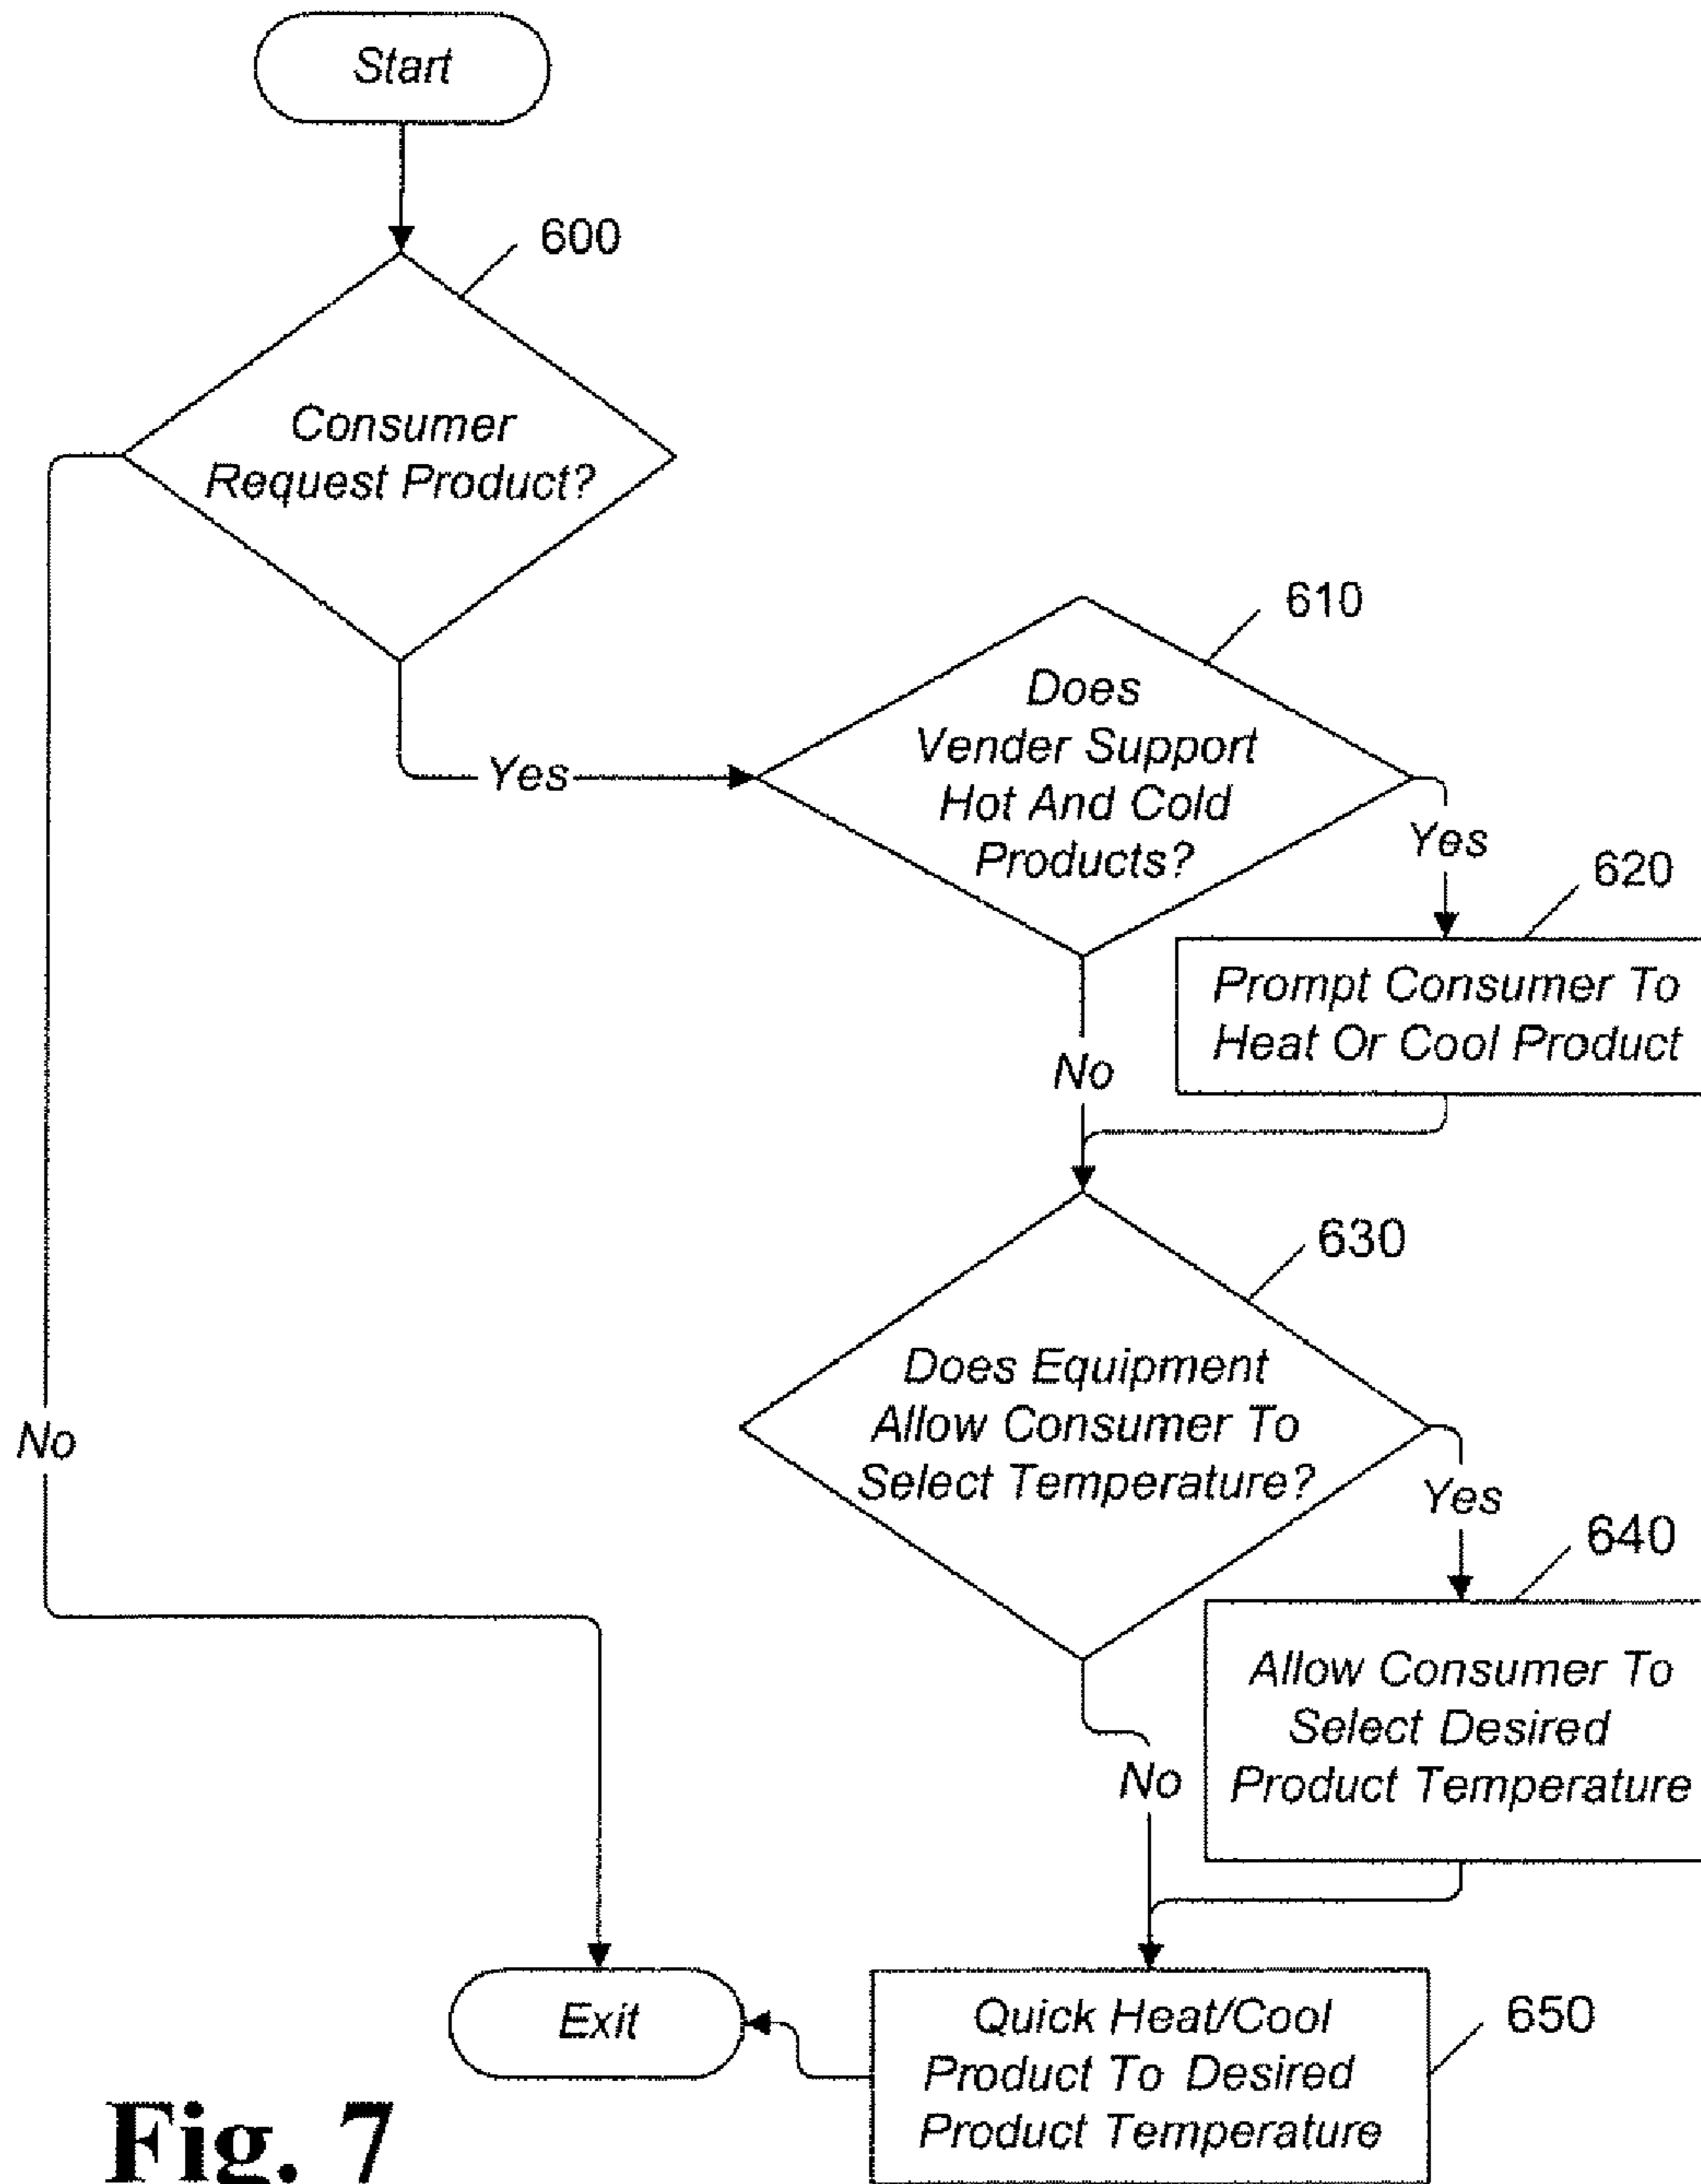 Start
600
Consumer
Request Product?
610
Does
Vender Support
Hot And Cold
Products?
Yes
Yes
620
Prompt Consumer To
Heat Or Cool Product
No
630
Does Equipment
Allow Consumer To
Select Temperature?
No
Yes
640
Allow Consumer To
Select Desired
Product Temperature
No
Exit
Quick Heat/Cool
Product To Desired
Product Temperature
650
Fig. 7